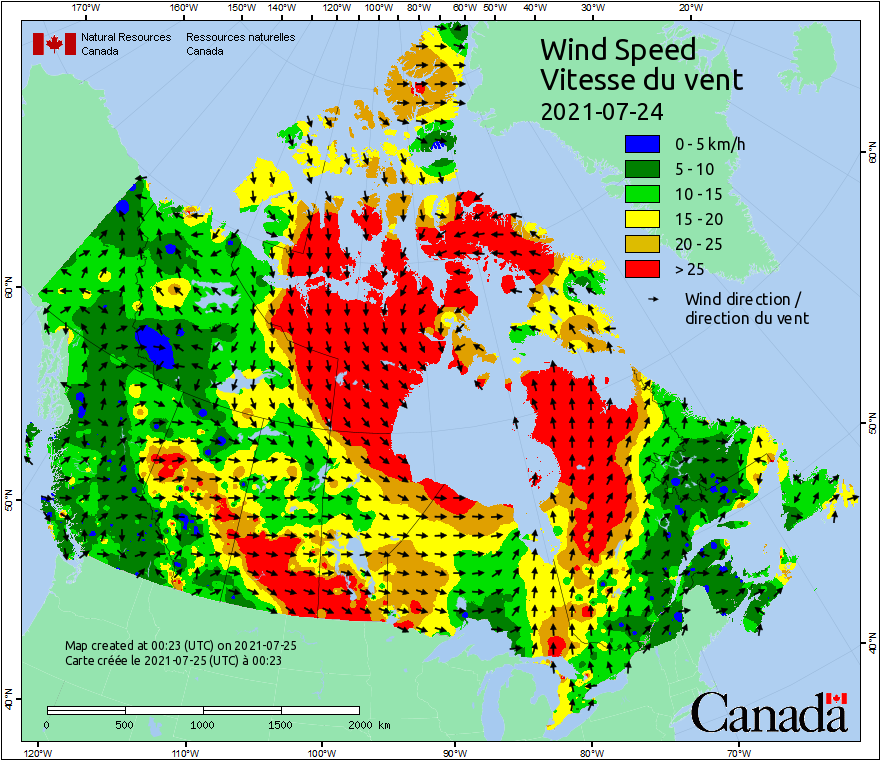 170°W 160°W 150°W 140°W 120°W 100°W 80°W 60°W 50°W 40°W 30°W 20°W
Natural Resources Canada
Ressources naturelles Canada
Wind Speed
Vitesse du vent
2021-07-24
0 - 5 km/h
5 - 10
10 - 15
15 - 20
20 - 25
> 25
Wind direction /
direction du vent
60°N
50°N
40°N
60°N
50°N
40°N
Map created at 00:23 (UTC) on 2021-07-25
Carte créée le 2021-07-25 (UTC) à 00:23
0 500 1000 1500 2000 km
Canada
120°W 110°W 100°W 90°W 80°W 70°W